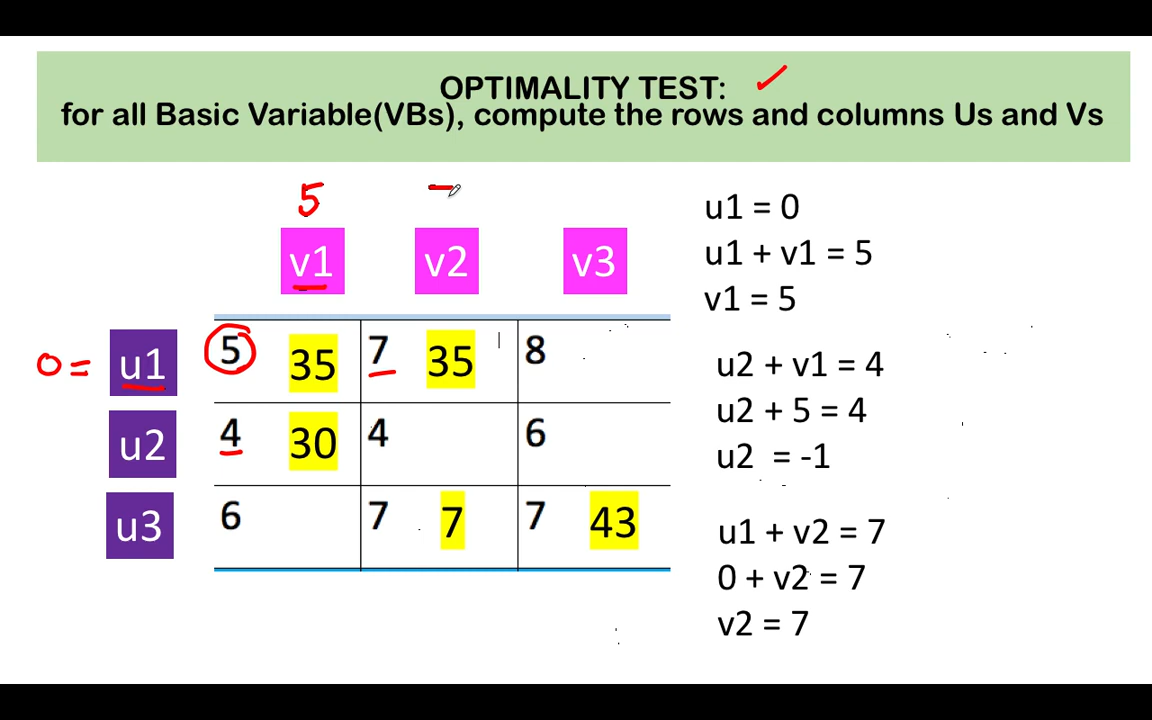 OPTIMALITY TEST:
for all Basic Variable(VBs), compute the rows and columns Us and Vs
5
v1 v2 v3
0 = u1 5 35 7 35 8
u2 4 30 4 6
u3 6 7 7 7 43
u1 = 0
u1 + v1 = 5
v1 = 5
u2 + v1 = 4
u2 + 5 = 4
u2 = -1
u1 + v2 = 7
0 + v2 = 7
v2 = 7